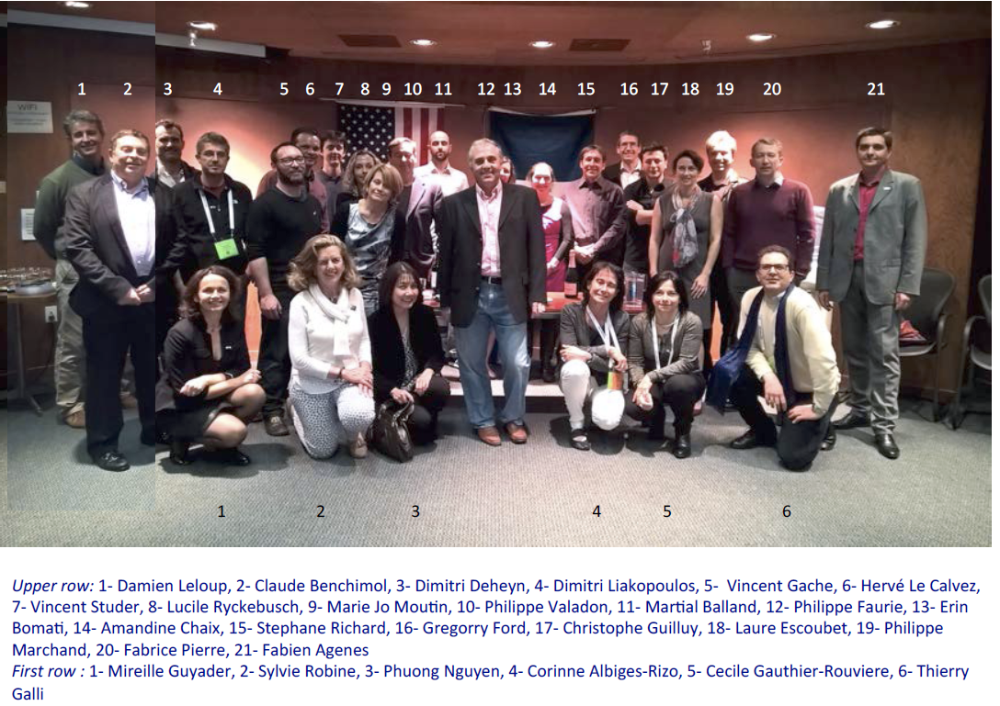 1 2 3 4 5 6 7 8 9 10 11 12 13 14 15 16 17 18 19 20 21
WIFI
1 2 3 4 5 6
Upper row: 1- Damien Leloup, 2- Claude Benchimol, 3- Dimitri Deheyn, 4- Dimitri Liakopoulos, 5- Vincent Gache, 6- Hervé Le Calvez,
7- Vincent Studer, 8- Lucile Ryckebusch, 9- Marie Jo Moutin, 10- Philippe Valadon, 11- Martial Balland, 12- Philippe Faurie, 13- Erin
Bomati, 14- Amandine Chaix, 15- Stephane Richard, 16- Gregorry Ford, 17- Christophe Guilluy, 18- Laure Escoubet, 19- Philippe
Marchand, 20- Fabrice Pierre, 21- Fabien Agenes
First row : 1- Mireille Guyader, 2- Sylvie Robine, 3- Phuong Nguyen, 4- Corinne Albiges-Rizo, 5- Cecile Gauthier-Rouviere, 6- Thierry
Galli